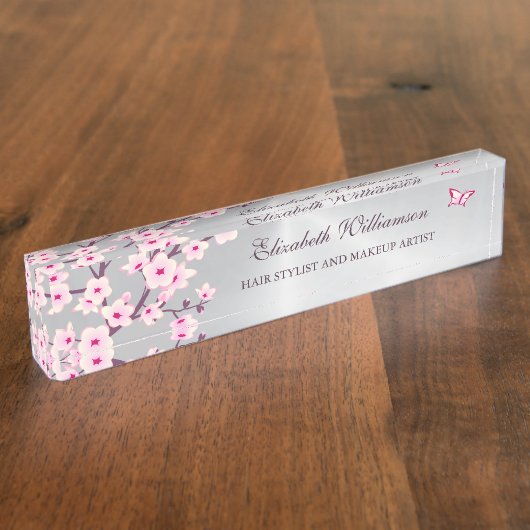 Elizabeth Williamson
HAIR STYLIST AND MAKEUP ARTIST